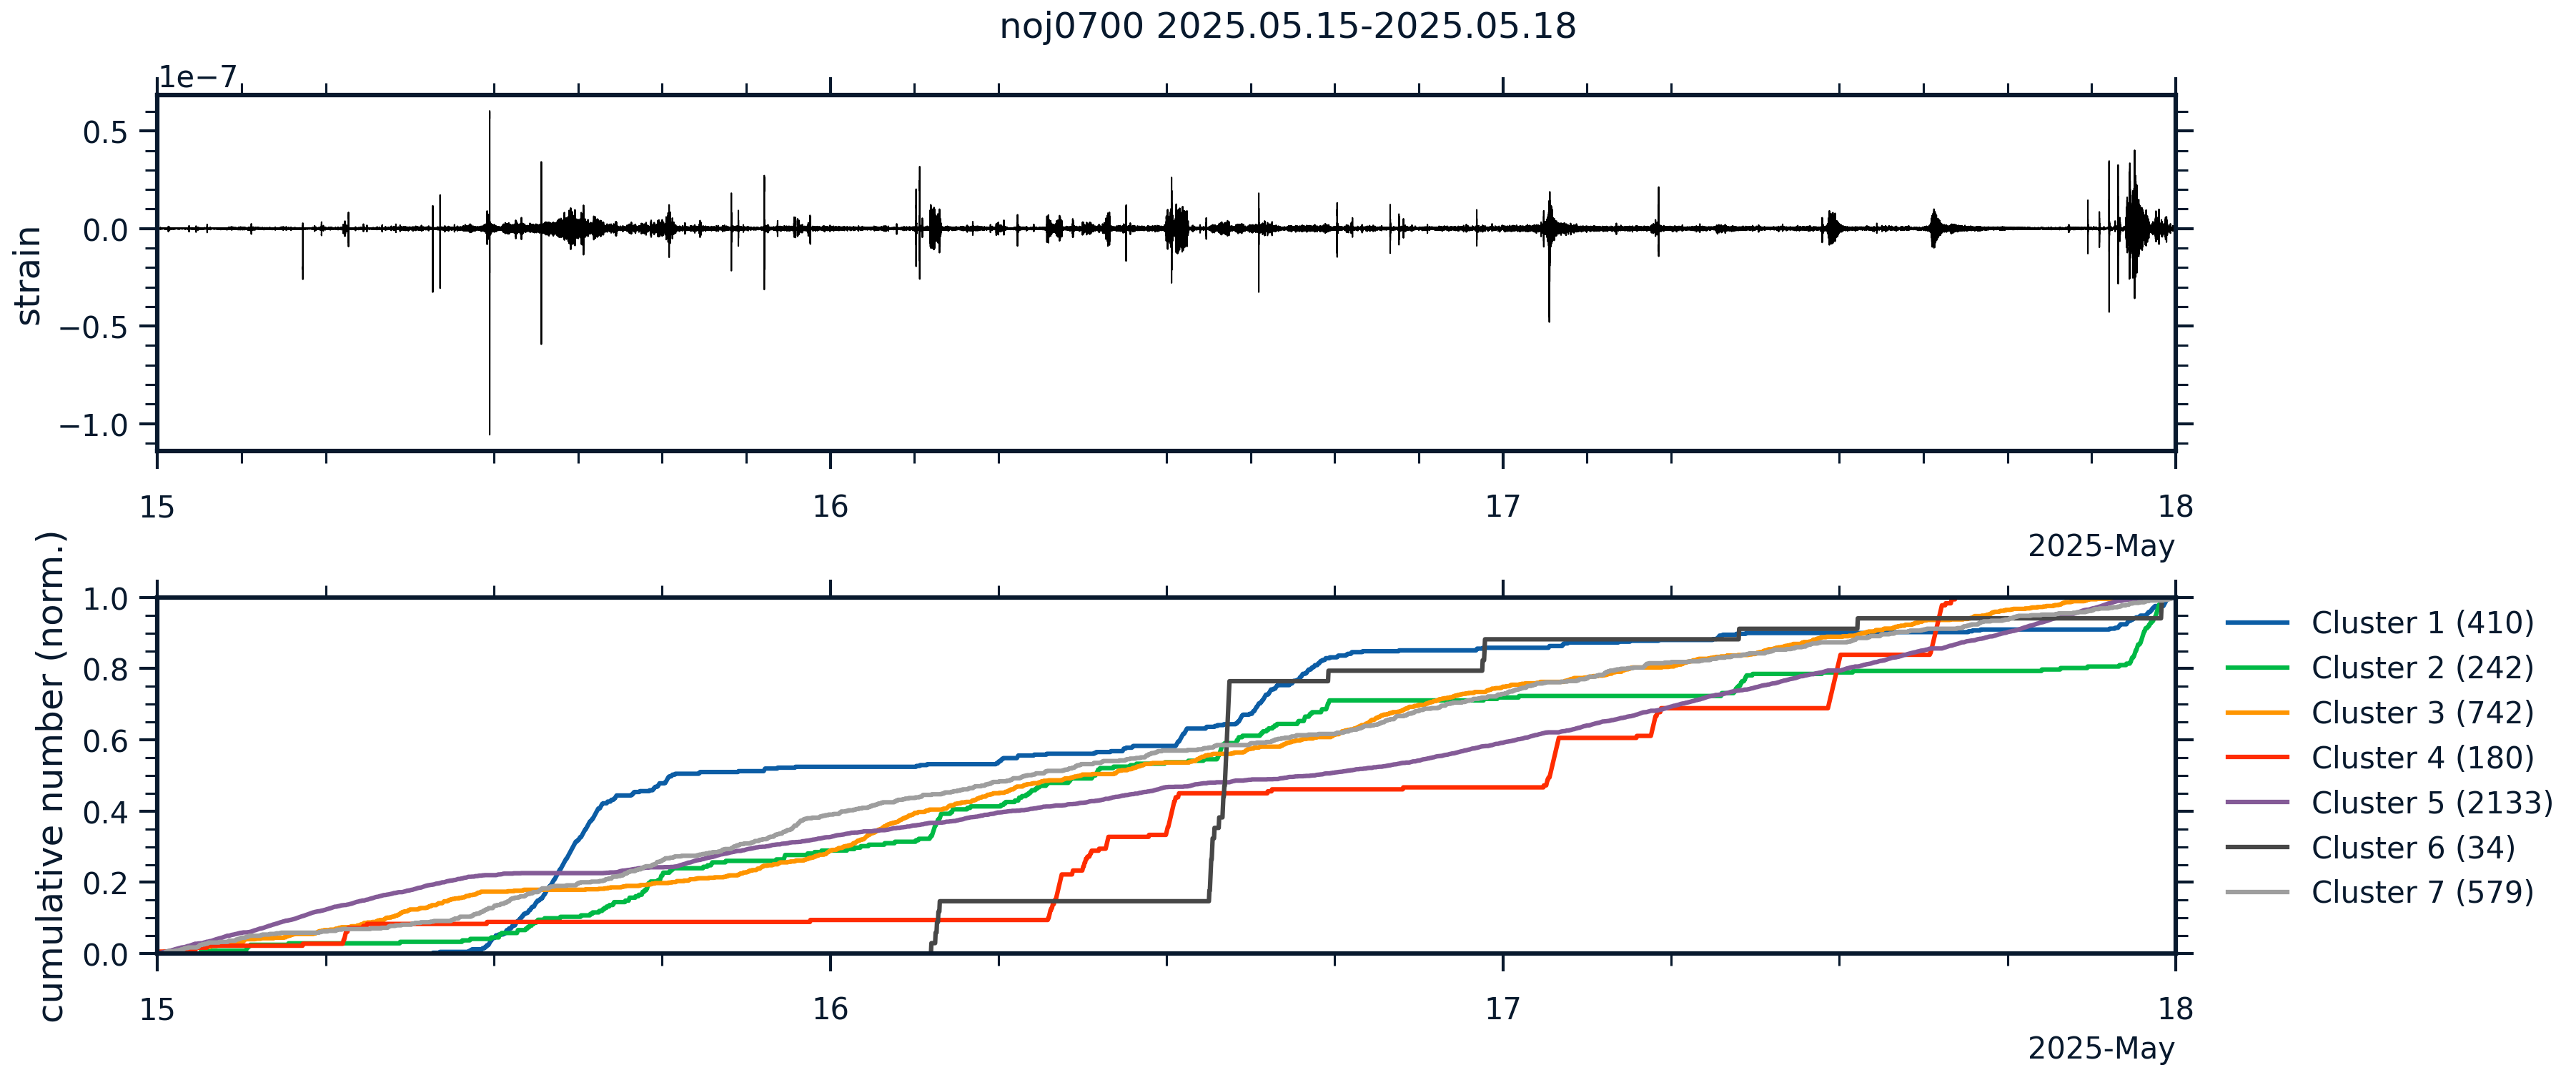 noj0700 2025.05.15-2025.05.18
1e−7
0.5
0.0
−0.5
−1.0
strain
15 16 17 18
2025-May
1.0
0.8
0.6
0.4
0.2
0.0
cumulative number (norm.)
15 16 17 18
2025-May
Cluster 1 (410)
Cluster 2 (242)
Cluster 3 (742)
Cluster 4 (180)
Cluster 5 (2133)
Cluster 6 (34)
Cluster 7 (579)